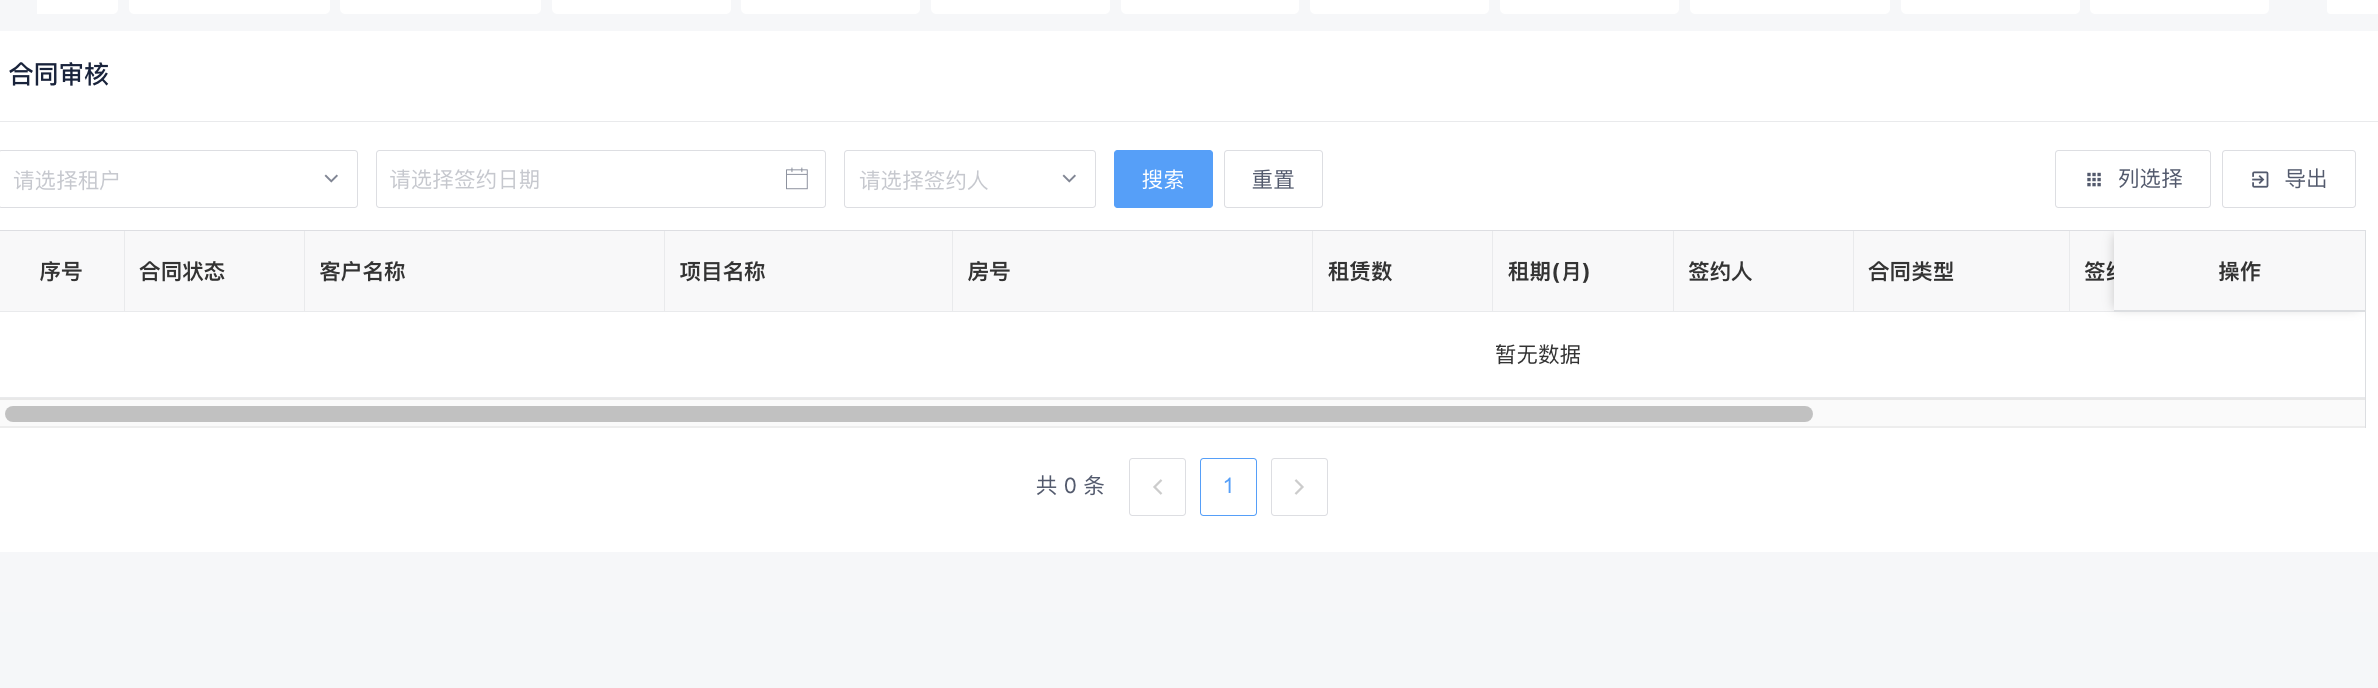 合同审核
请选择租户 请选择签约日期 请选择签约人 搜索 重置 列选择 导出
序号 合同状态 客户名称 项目名称 房号 租赁数 租期(月) 签约人 合同类型 签 操作
暂无数据
共 0 条 1